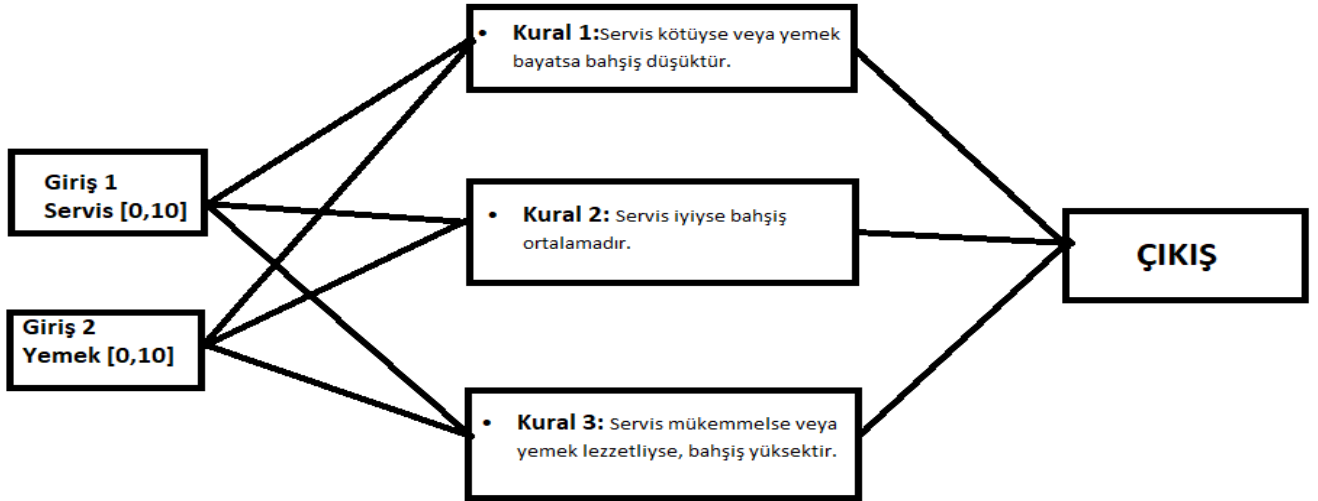 Giriş 1
Servis [0,10]
Giriş 2
Yemek [0,10]
• Kural 1:Servis kötüyse veya yemek
bayatsa bahşiş düşüktür.
• Kural 2: Servis iyiyse bahşiş
ortalamadır.
• Kural 3: Servis mükemmelse veya
yemek lezzetliyse, bahşiş yüksektir.
ÇIKIŞ